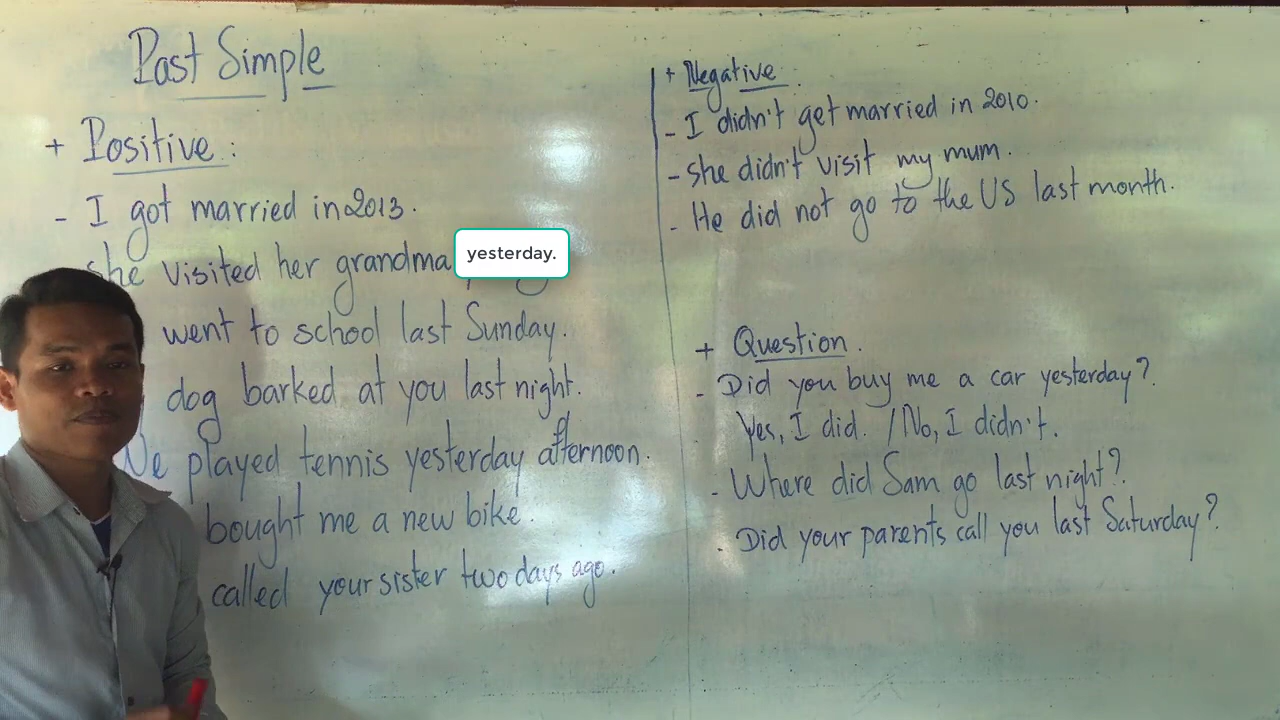 Past Simple
+ Positive:
- I got married in 2013.
she visited her grandma yesterday.
went to school last Sunday.
dog barked at you last night.
We played tennis yesterday afternoon.
bought me a new bike.
called your sister two days ago.
+ Negative:
- I didn't get married in 2010.
- She didn't visit my mum.
- He did not go to the US last month.
+ Question.
- Did you buy me a car yesterday?
Yes, I did. / No, I didn't.
- Where did Sam go last night?
. Did your parents call you last Saturday?